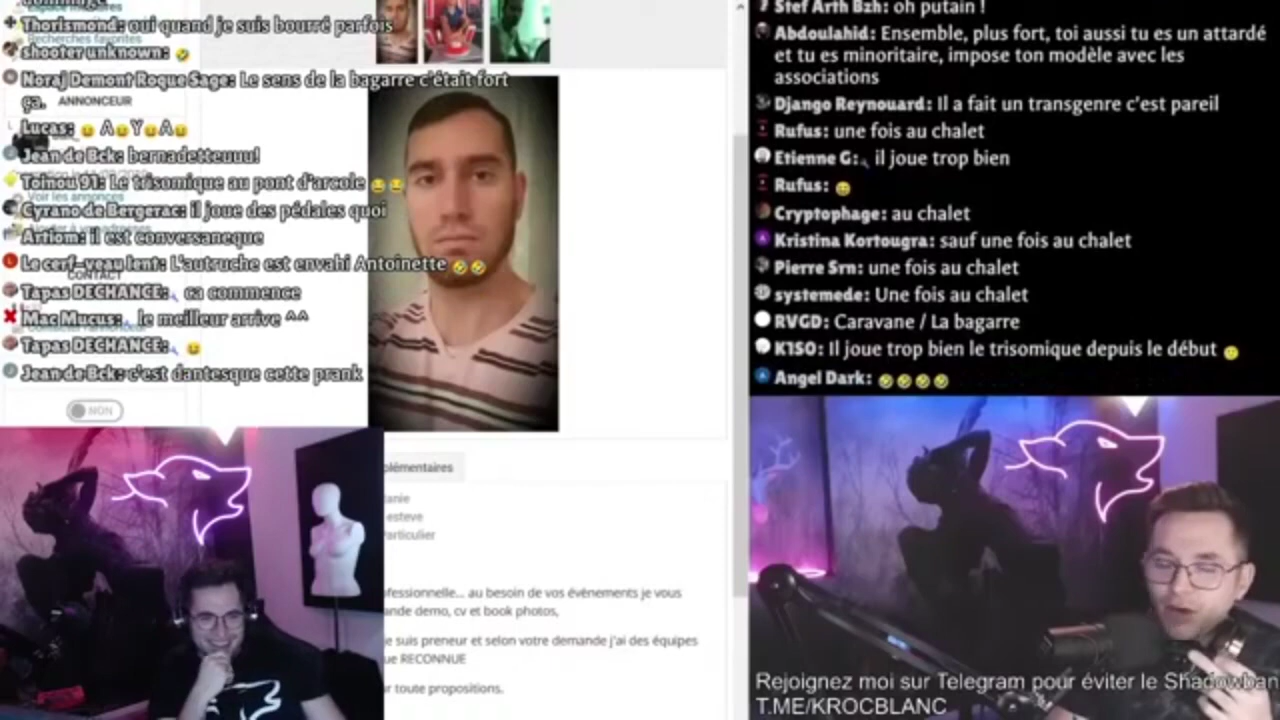 Thorismond: oui quand je suis bourré parfois
Recherches favorites
shooter unknown: 🤣
Noraj Demont Roque Sage: Le sens de la bagarre c'était fort
ça.
ANNONCEUR
Lucas: 😆 A😆Y😆A😆
Jean de Bck: bernadetteuuu!
Toinou 91: Le trisomique au pont d'arcole 😂😂
Voir les annonces
Cyrano de Bergerac: il joue des pédales quoi
Artiom: il est conversaneque
Le cerf-veau lent: L'autruche est envahi Antoinette 🤣🤣
CONTACT
Tapas DECHANCE: ca commence
Mac Mucus: le meilleur arrive ^^
Tapas DECHANCE: 😆
Jean de Bck: c'est dantesque cette prank
NON
plémentaires
tanie
esteve
articulier
fessionnelle... au besoin de vos événements je vous
ande demo, cv et book photos,
e suis preneur et selon votre demande j'ai des équipes
ue RECONNUE
r toute propositions.
Stef Arth Bzh: oh putain !
Abdoulahid: Ensemble, plus fort, toi aussi tu es un attardé
et tu es minoritaire, impose ton modèle avec les
associations
Django Reynouard: Il a fait un transgenre c'est pareil
Rufus: une fois au chalet
Etienne G: il joue trop bien
Rufus: 😄
Cryptophage: au chalet
Kristina Kortougra: sauf une fois au chalet
Pierre Srn: une fois au chalet
systemede: Une fois au chalet
RVGD: Caravane / La bagarre
K1SO: Il joue trop bien le trisomique depuis le début
Angel Dark: 🤣🤣🤣🤣
Rejoignez moi sur Telegram pour éviter le Shadowban
T.ME/KROCBLANC